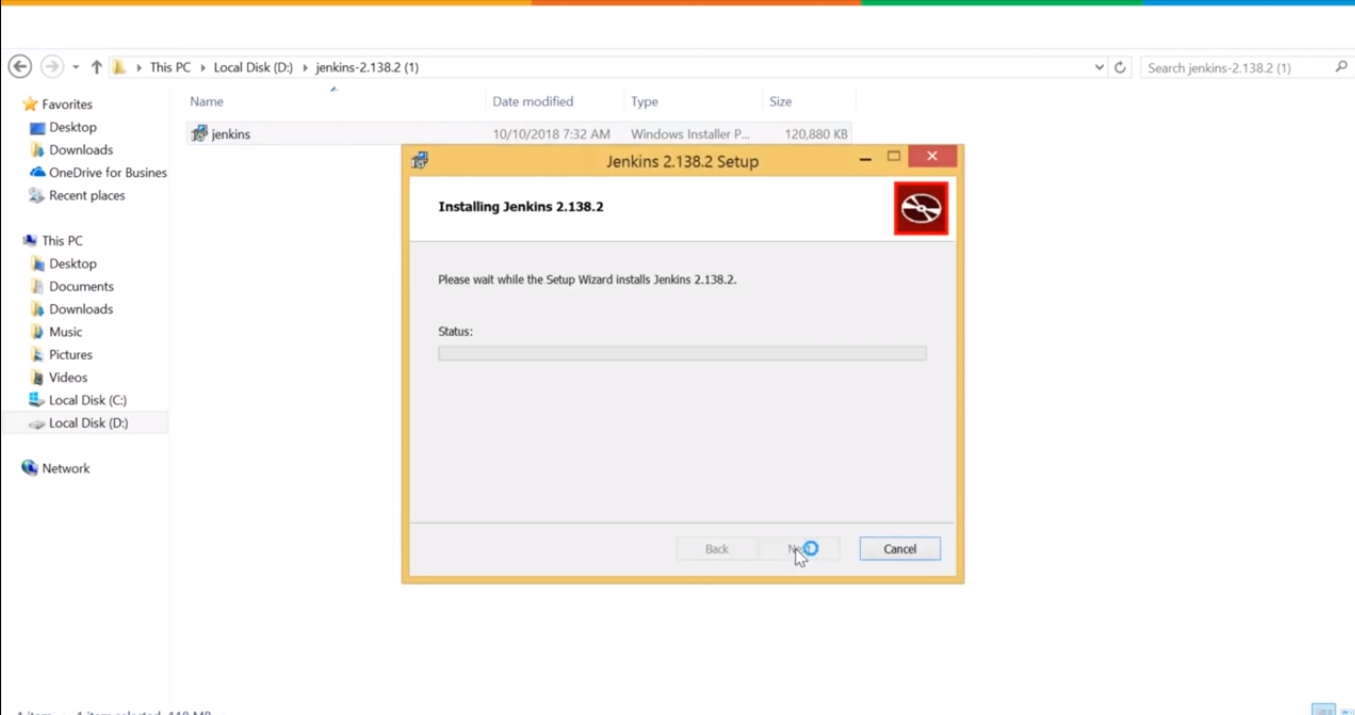 This PC Local Disk (D:) jenkins-2.138.2 (1) Search jenkins-2.138.2 (1)
Favorites
Desktop
Downloads
OneDrive for Busines
Recent places
This PC
Desktop
Documents
Downloads
Music
Pictures
Videos
Local Disk (C:)
Local Disk (D:)
Network
Name Date modified Type Size
jenkins 10/10/2018 7:32 AM Windows Installer P... 120,880 KB
Jenkins 2.138.2 Setup
Installing Jenkins 2.138.2
Please wait while the Setup Wizard installs Jenkins 2.138.2.
Status:
Back Cancel